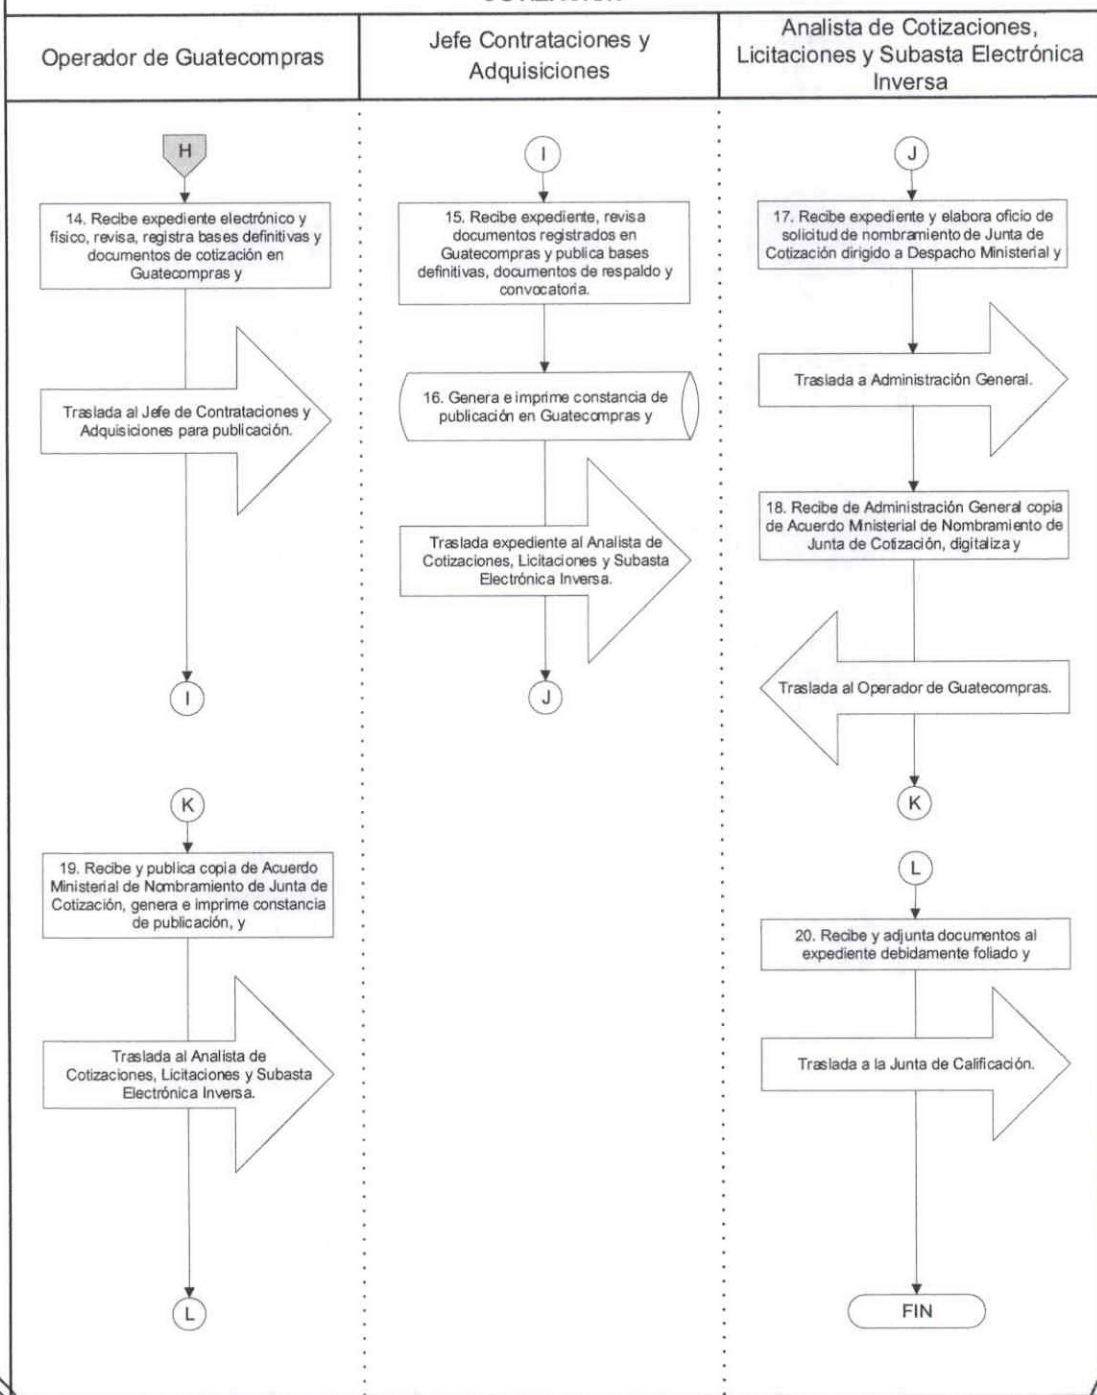 Operador de Guatecompras
Jefe Contrataciones y
Adquisiciones
Analista de Cotizaciones,
Licitaciones y Subasta Electrónica
Inversa
H
14. Recibe expediente electrónico y
físico, revisa, registra bases definitivas y
documentos de cotización en
Guatecompras y
Traslada al Jefe de Contrataciones y
Adquisiciones para publicación.
I
K
19. Recibe y publica copia de Acuerdo
Ministerial de Nombramiento de Junta de
Cotización, genera e imprime constancia
de publicación, y
Traslada al Analista de
Cotizaciones, Licitaciones y Subasta
Electrónica Inversa.
L
I
15. Recibe expediente, revisa
documentos registrados en
Guatecompras y publica bases
definitivas, documentos de respaldo y
convocatoria.
16. Genera e imprime constancia de
publicación en Guatecompras y
Traslada expediente al Analista de
Cotizaciones, Licitaciones y Subasta
Electrónica Inversa.
J
J
17. Recibe expediente y elabora oficio de
solicitud de nombramiento de Junta de
Cotización dirigido a Despacho Ministerial y
Traslada a Administración General.
18. Recibe de Administración General copia
de Acuerdo Ministerial de Nombramiento de
Junta de Cotización, digitaliza y
Traslada al Operador de Guatecompras.
K
L
20. Recibe y adjunta documentos al
expediente debidamente foliado y
Traslada a la Junta de Calificación.
FIN